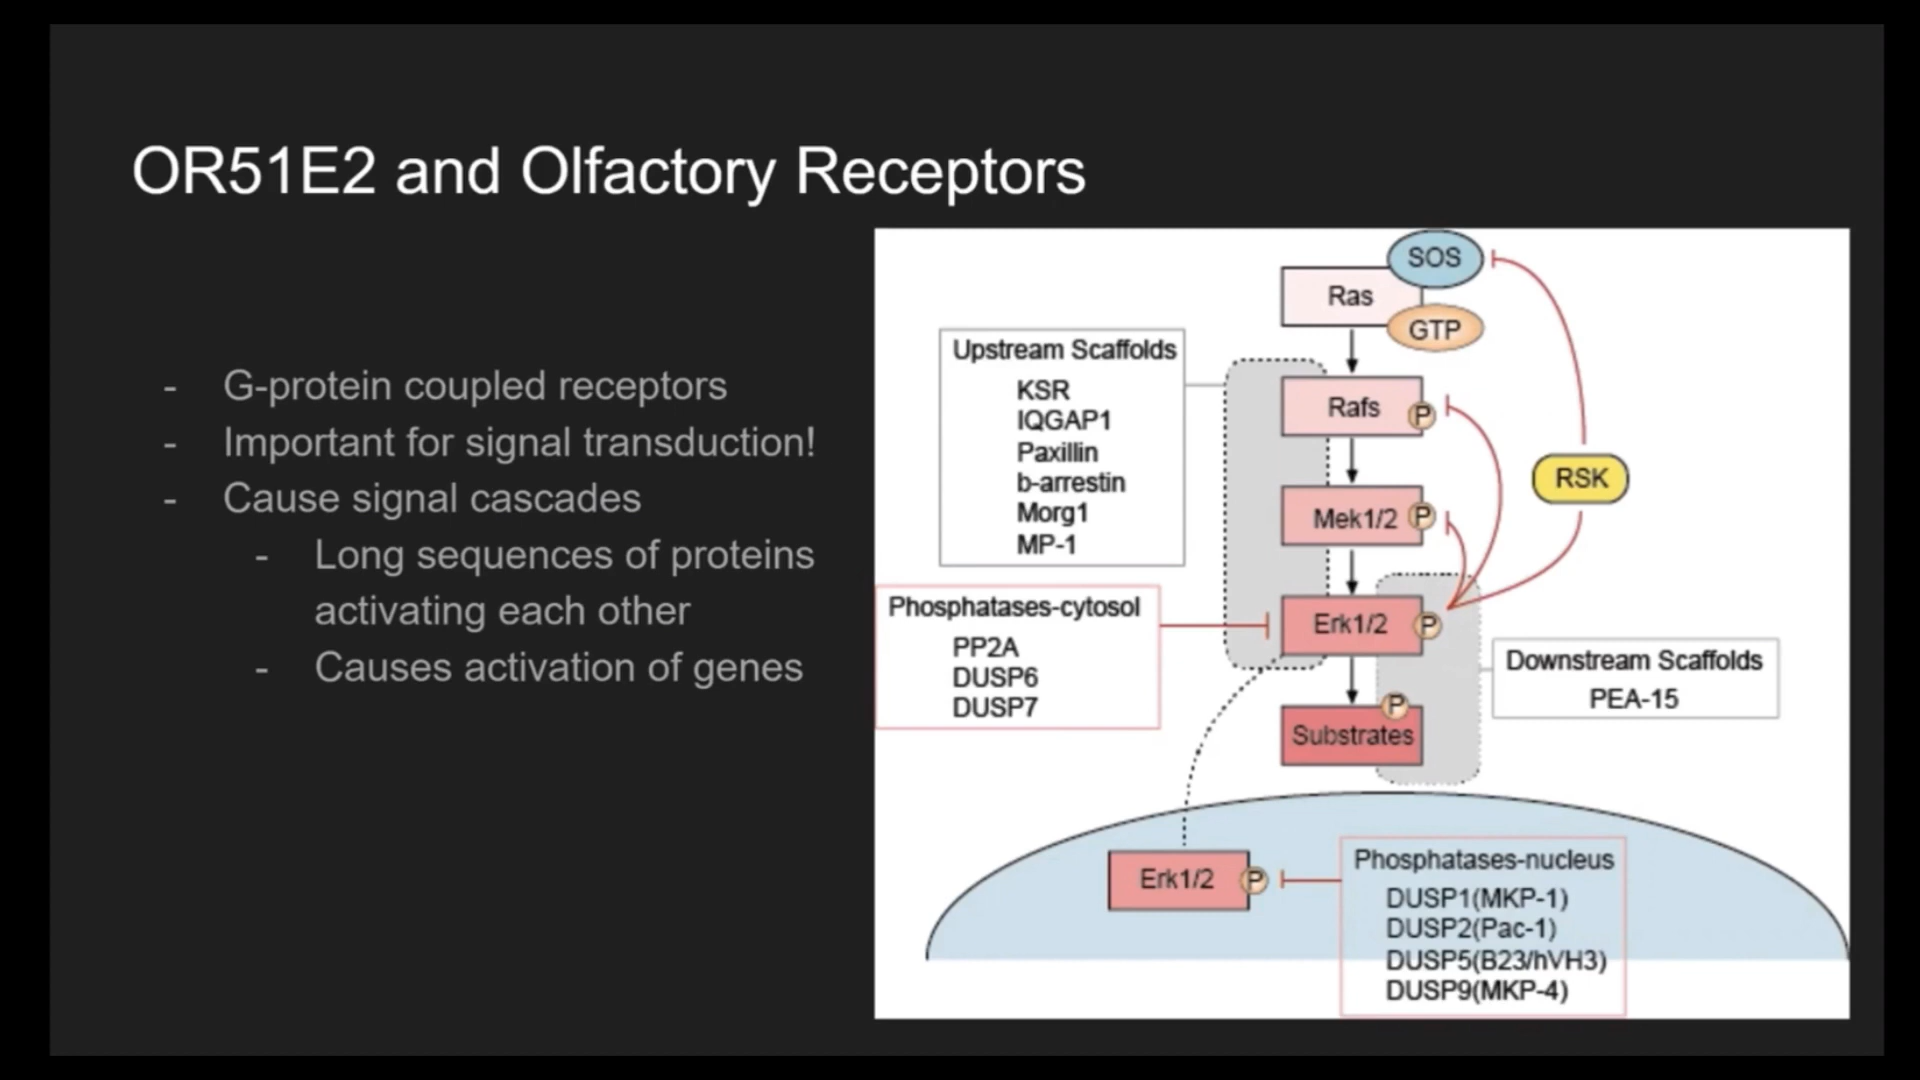 OR51E2 and Olfactory Receptors
- G-protein coupled receptors
- Important for signal transduction!
- Cause signal cascades
- Long sequences of proteins
activating each other
- Causes activation of genes
SOS
Ras
GTP
Upstream Scaffolds
KSR
IQGAP1
Paxillin
b-arrestin
Morg1
MP-1
Rafs
P
RSK
Mek1/2
P
Phosphatases-cytosol
PP2A
DUSP6
DUSP7
Erk1/2
P
Downstream Scaffolds
PEA-15
P
Substrates
Erk1/2
P
Phosphatases-nucleus
DUSP1(MKP-1)
DUSP2(Pac-1)
DUSP5(B23/hVH3)
DUSP9(MKP-4)